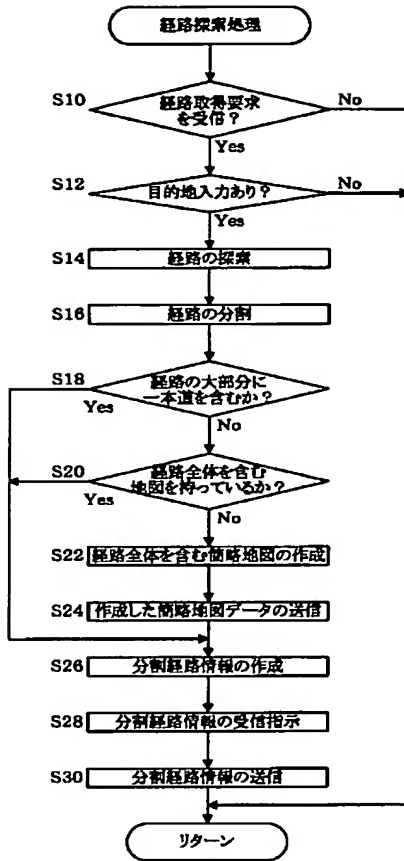 経路探索処理
S10
経路取得要求
を受信？
No
Yes
S12
目的地入力あり？
No
Yes
S14
経路の探索
S16
経路の分割
S18
経路の大部分に
一本道を含むか？
Yes
No
S20
経路全体を含む
地図を持っているか？
Yes
No
S22
経路全体を含む簡略地図の作成
S24
作成した簡略地図データの送信
S26
分割経路情報の作成
S28
分割経路情報の受信指示
S30
分割経路情報の送信
リターン